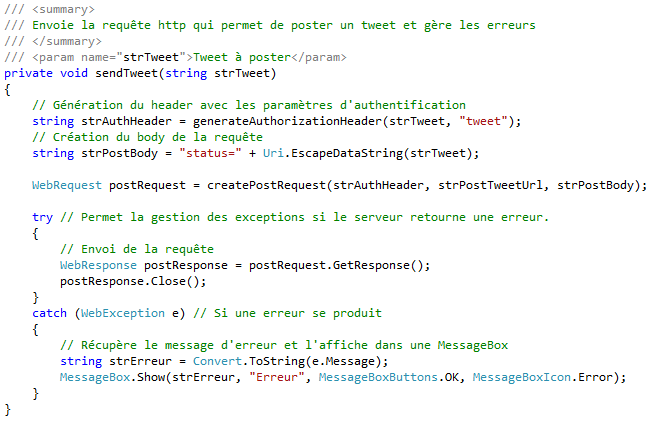 /// <summary>
/// Envoie la requête http qui permet de poster un tweet et gère les erreurs
/// </summary>
/// <param name="strTweet">Tweet à poster</param>
private void sendTweet(string strTweet)
{
    // Génération du header avec les paramètres d'authentification
    string strAuthHeader = generateAuthorizationHeader(strTweet, "tweet");
    // Création du body de la requête
    string strPostBody = "status=" + Uri.EscapeDataString(strTweet);

    WebRequest postRequest = createPostRequest(strAuthHeader, strPostTweetUrl, strPostBody);

    try // Permet la gestion des exceptions si le serveur retourne une erreur.
    {
        // Envoi de la requête
        WebResponse postResponse = postRequest.GetResponse();
        postResponse.Close();
    }
    catch (WebException e) // Si une erreur se produit
    {
        // Récupère le message d'erreur et l'affiche dans une MessageBox
        string strErreur = Convert.ToString(e.Message);
        MessageBox.Show(strErreur, "Erreur", MessageBoxButtons.OK, MessageBoxIcon.Error);
    }
}